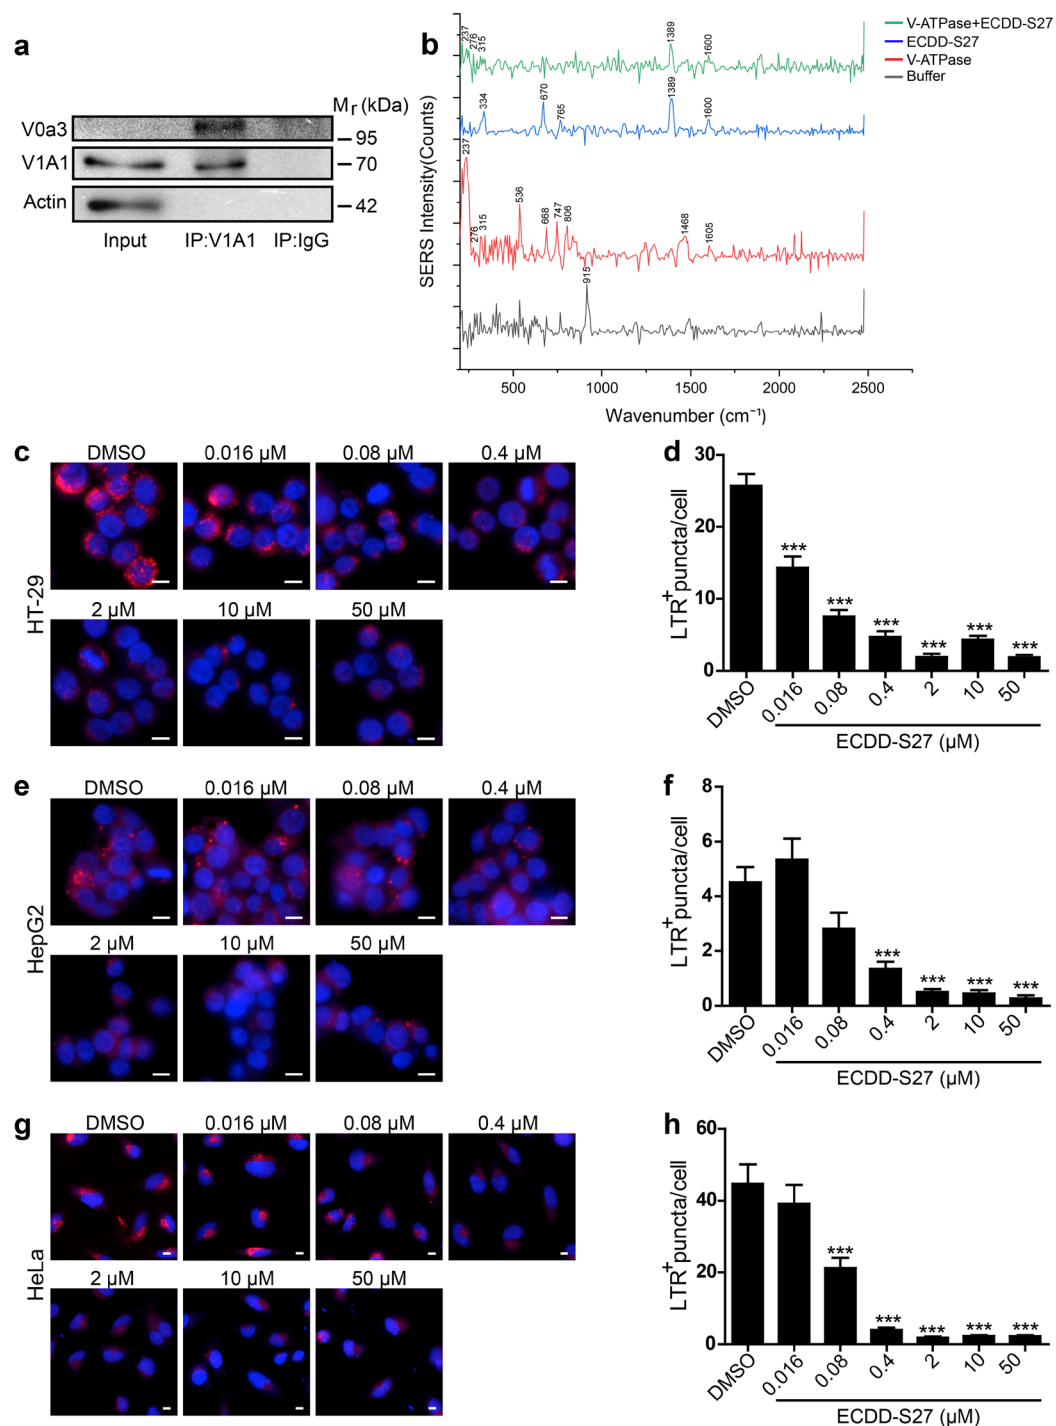 a
M r (kDa)
V0a3
95
V1A1
70
Actin
42
Input IP:V1A1 IP:IgG
b
V-ATPase+ECDD-S27
ECDD-S27
V-ATPase
Buffer
237 276 315 1389 1600
334 670 765 1389 1600
237 276 315 536 668 747 806 1468 1605
915
SERS Intensity(Counts)
500 1000 1500 2000 2500
Wavenumber (cm⁻¹)
c
DMSO 0.016 µM 0.08 µM 0.4 µM
2 µM 10 µM 50 µM
HT-29
d
30
20
10
0
LTR⁺puncta/cell
*** *** *** *** *** ***
DMSO 0.016 0.08 0.4 2 10 50
ECDD-S27 (µM)
e
DMSO 0.016 µM 0.08 µM 0.4 µM
2 µM 10 µM 50 µM
HepG2
f
8
6
4
2
0
LTR⁺puncta/cell
*** *** *** ***
DMSO 0.016 0.08 0.4 2 10 50
ECDD-S27 (µM)
g
DMSO 0.016 µM 0.08 µM 0.4 µM
2 µM 10 µM 50 µM
HeLa
h
60
40
20
0
LTR⁺puncta/cell
*** *** *** *** ***
DMSO 0.016 0.08 0.4 2 10 50
ECDD-S27 (µM)